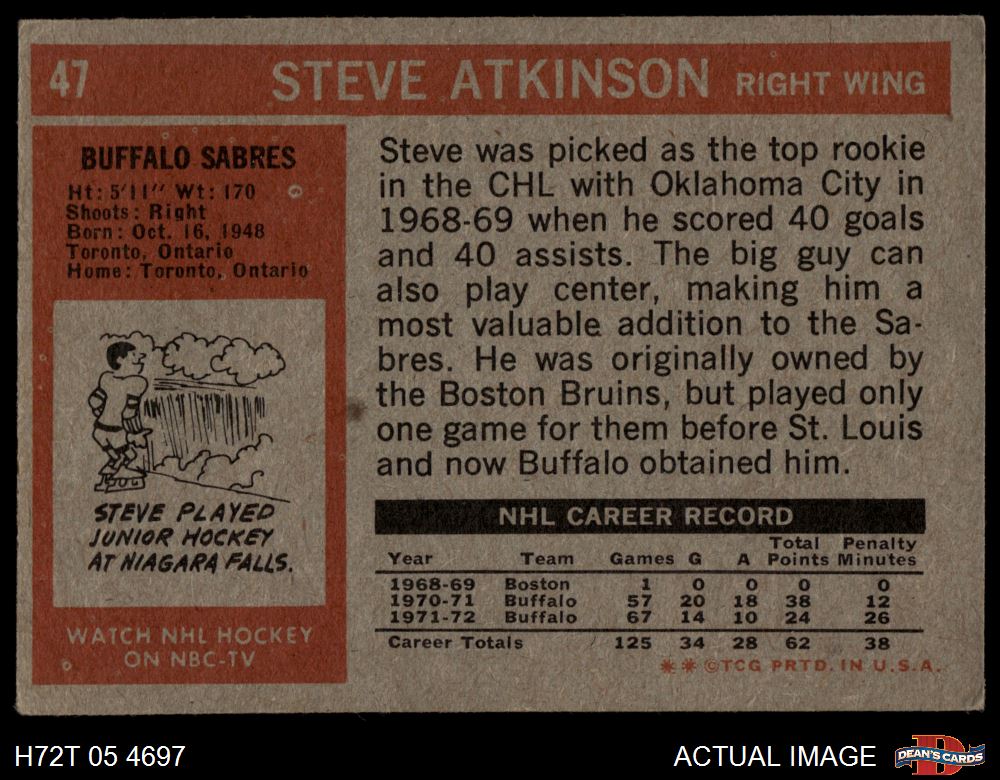 47 STEVE ATKINSON RIGHT WING
BUFFALO SABRES
Ht: 5'11" Wt: 170
Shoots: Right
Born: Oct. 16, 1948
Toronto, Ontario
Home: Toronto, Ontario
STEVE PLAYED
JUNIOR HOCKEY
AT NIAGARA FALLS.
WATCH NHL HOCKEY
ON NBC-TV
Steve was picked as the top rookie
in the CHL with Oklahoma City in
1968-69 when he scored 40 goals
and 40 assists. The big guy can
also play center, making him a
most valuable addition to the Sa-
bres. He was originally owned by
the Boston Bruins, but played only
one game for them before St. Louis
and now Buffalo obtained him.
NHL CAREER RECORD
Total Penalty
Year Team Games G A Points Minutes
1968-69 Boston 1 0 0 0 0
1970-71 Buffalo 57 20 18 38 12
1971-72 Buffalo 67 14 10 24 26
Career Totals 125 34 28 62 38
** ©TCG PRTD. IN U.S.A.
H72T 05 4697 ACTUAL IMAGE DEAN'S CARDS